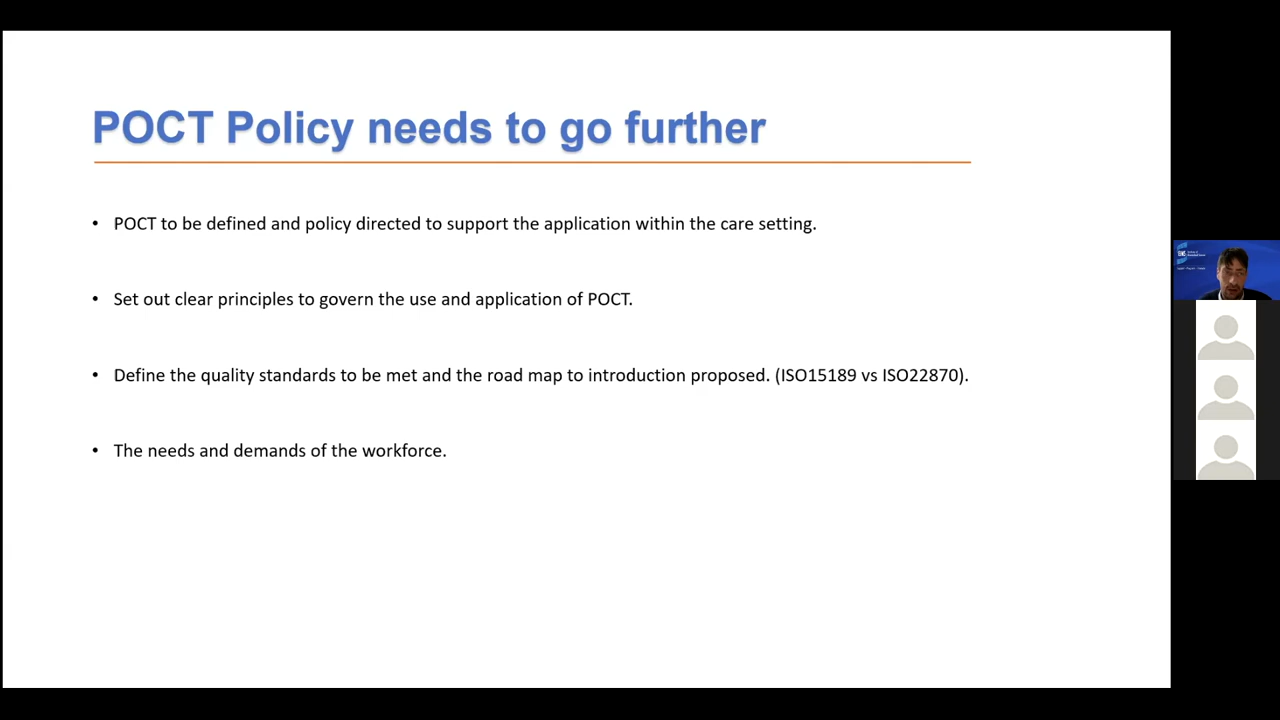 POCT Policy needs to go further
• POCT to be defined and policy directed to support the application within the care setting.
• Set out clear principles to govern the use and application of POCT.
• Define the quality standards to be met and the road map to introduction proposed. (ISO15189 vs ISO22870).
• The needs and demands of the workforce.